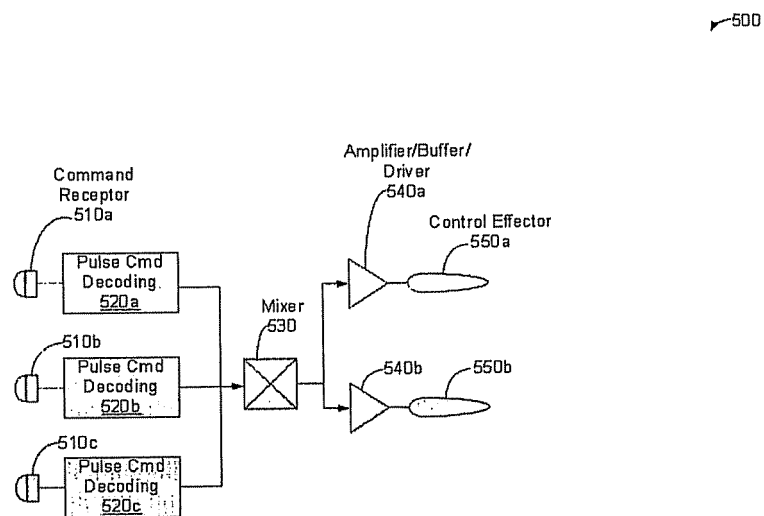 500
Amplifier/Buffer/
Driver
540a
Command
Receptor
510a
Control Effector
550a
Pulse Cmd
Decoding
520a
Mixer
530
510b
Pulse Cmd
Decoding
520b
540b
550b
510c
Pulse Cmd
Decoding
520c